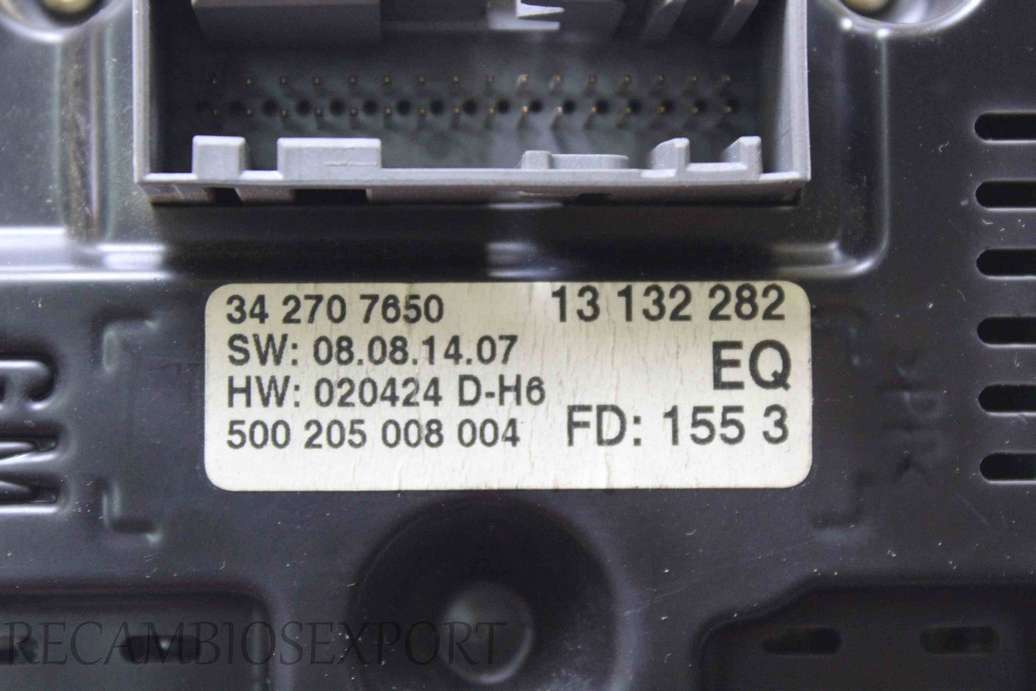 34 270 7650 13 132 282
SW: 08.08.14.07 EQ
HW: 020424 D-H6
500 205 008 004 FD: 155 3
RECAMBIOSEXPORT